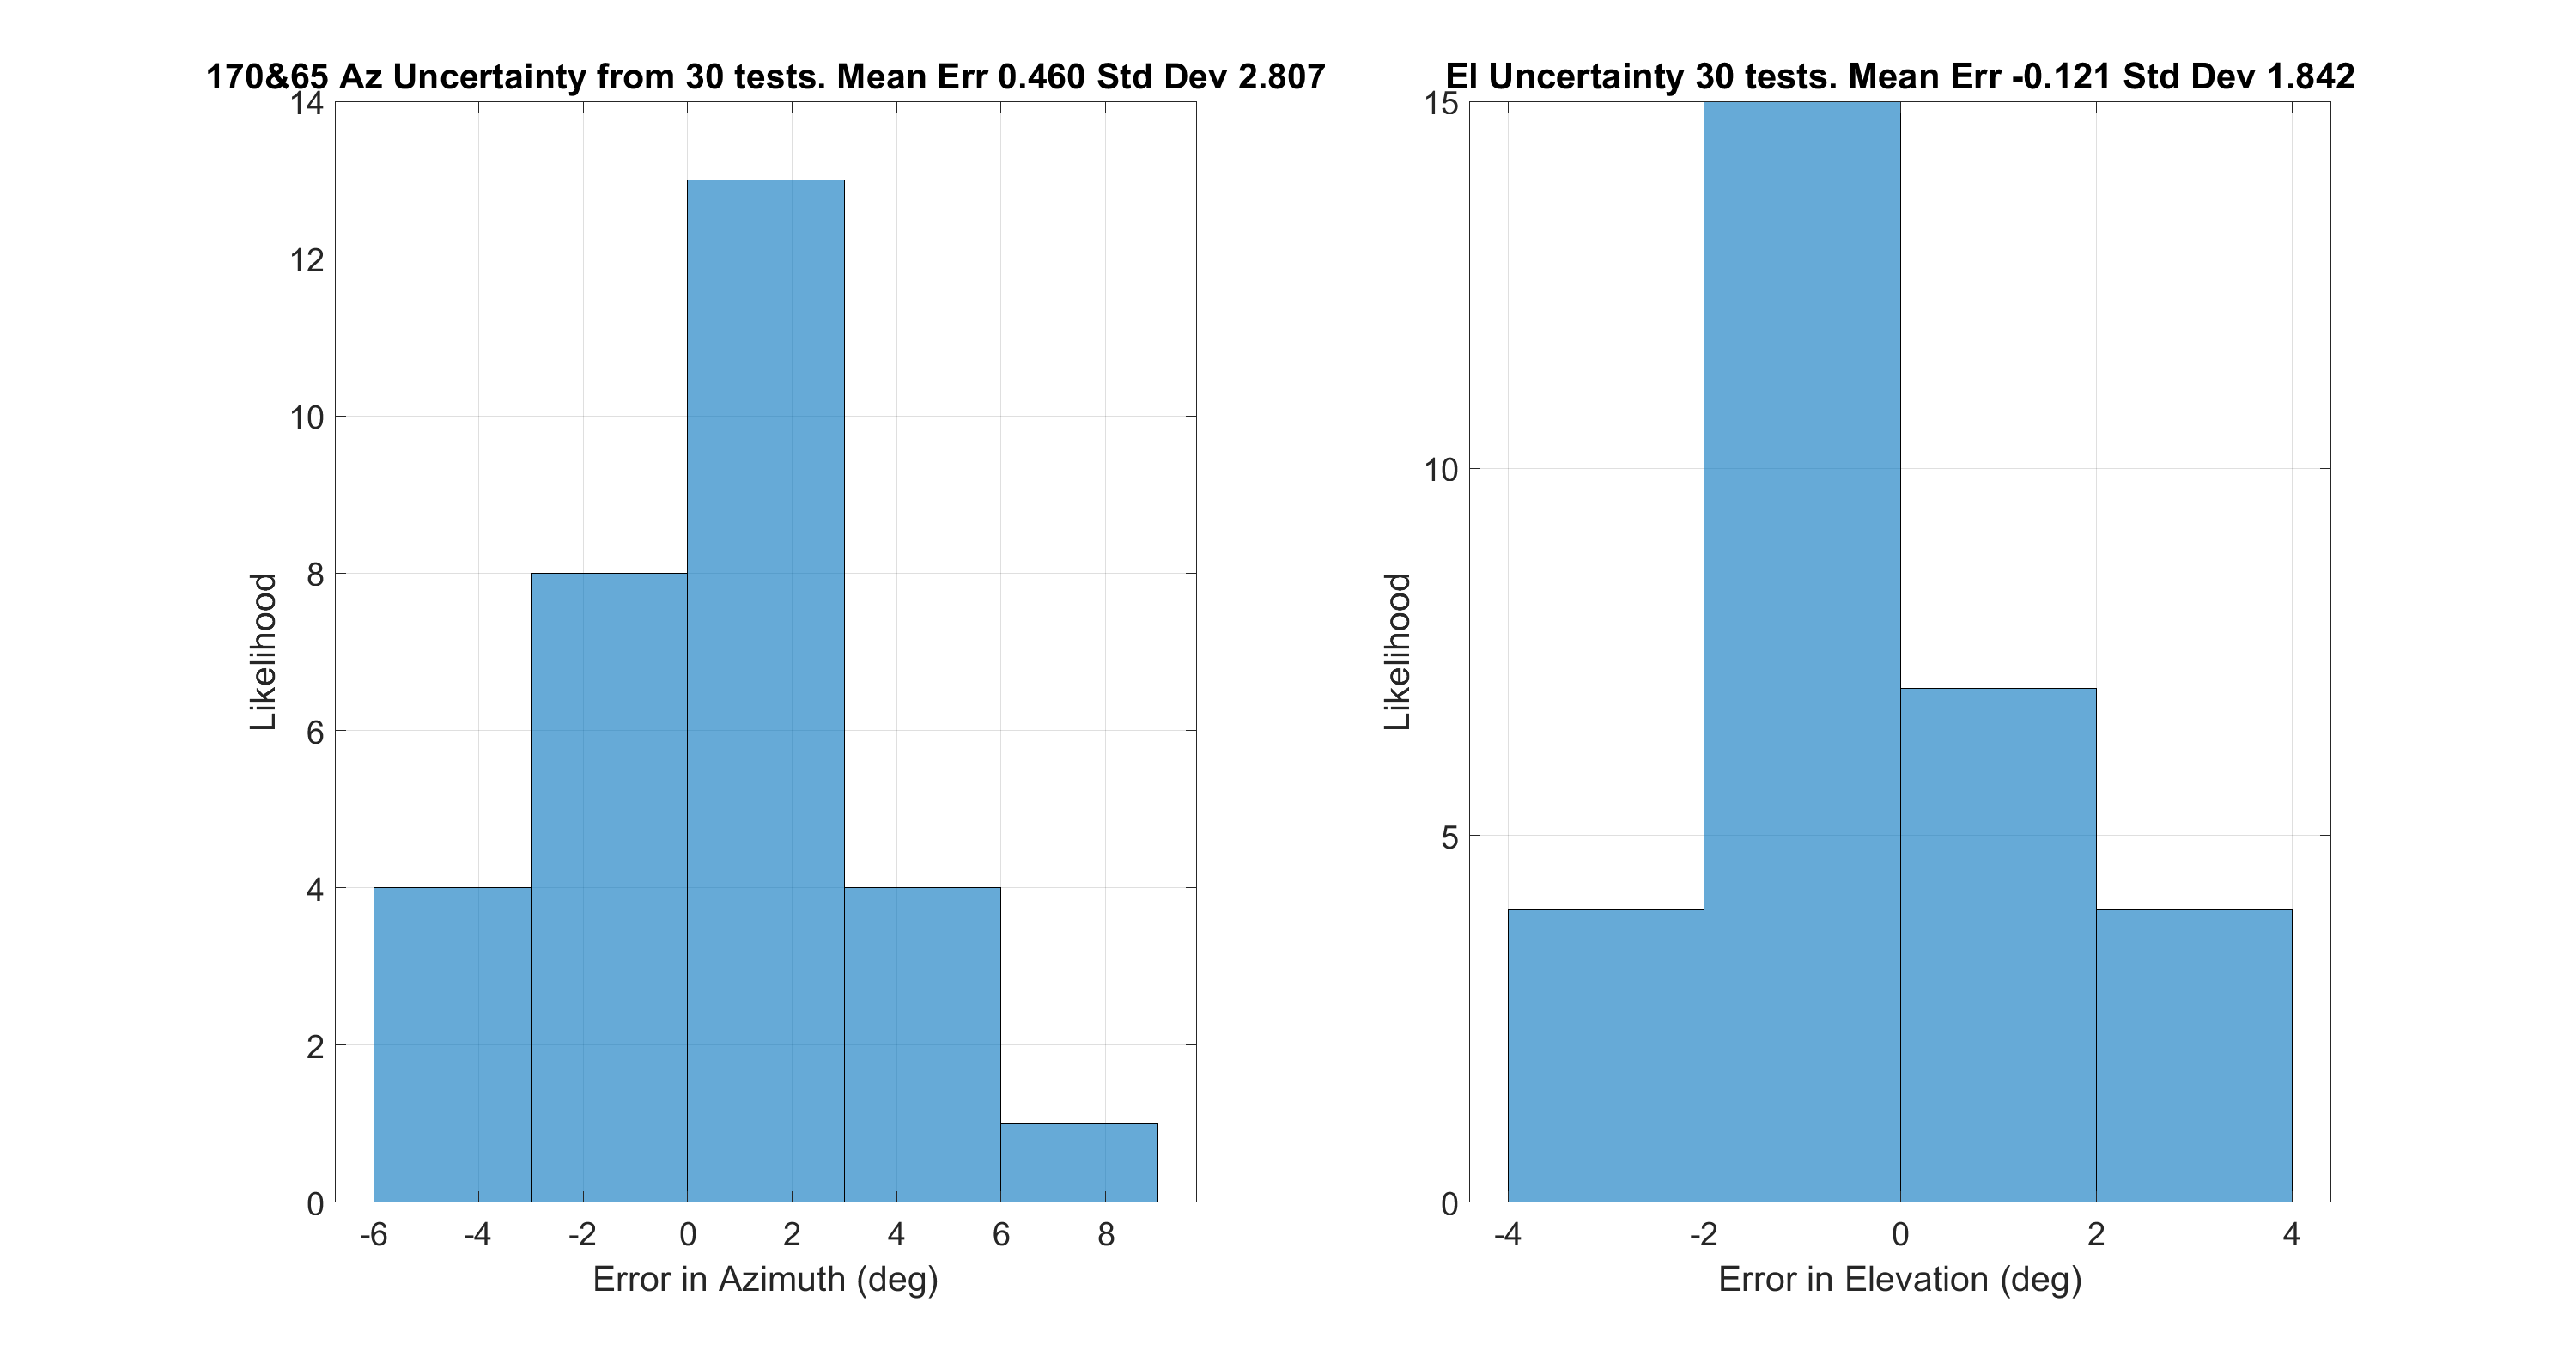 170&65 Az Uncertainty from 30 tests. Mean Err 0.460 Std Dev 2.807
14
12
10
8
6
4
2
0
Likelihood
-6 -4 -2 0 2 4 6 8
Error in Azimuth (deg)
El Uncertainty 30 tests. Mean Err -0.121 Std Dev 1.842
15
10
5
0
Likelihood
-4 -2 0 2 4
Error in Elevation (deg)